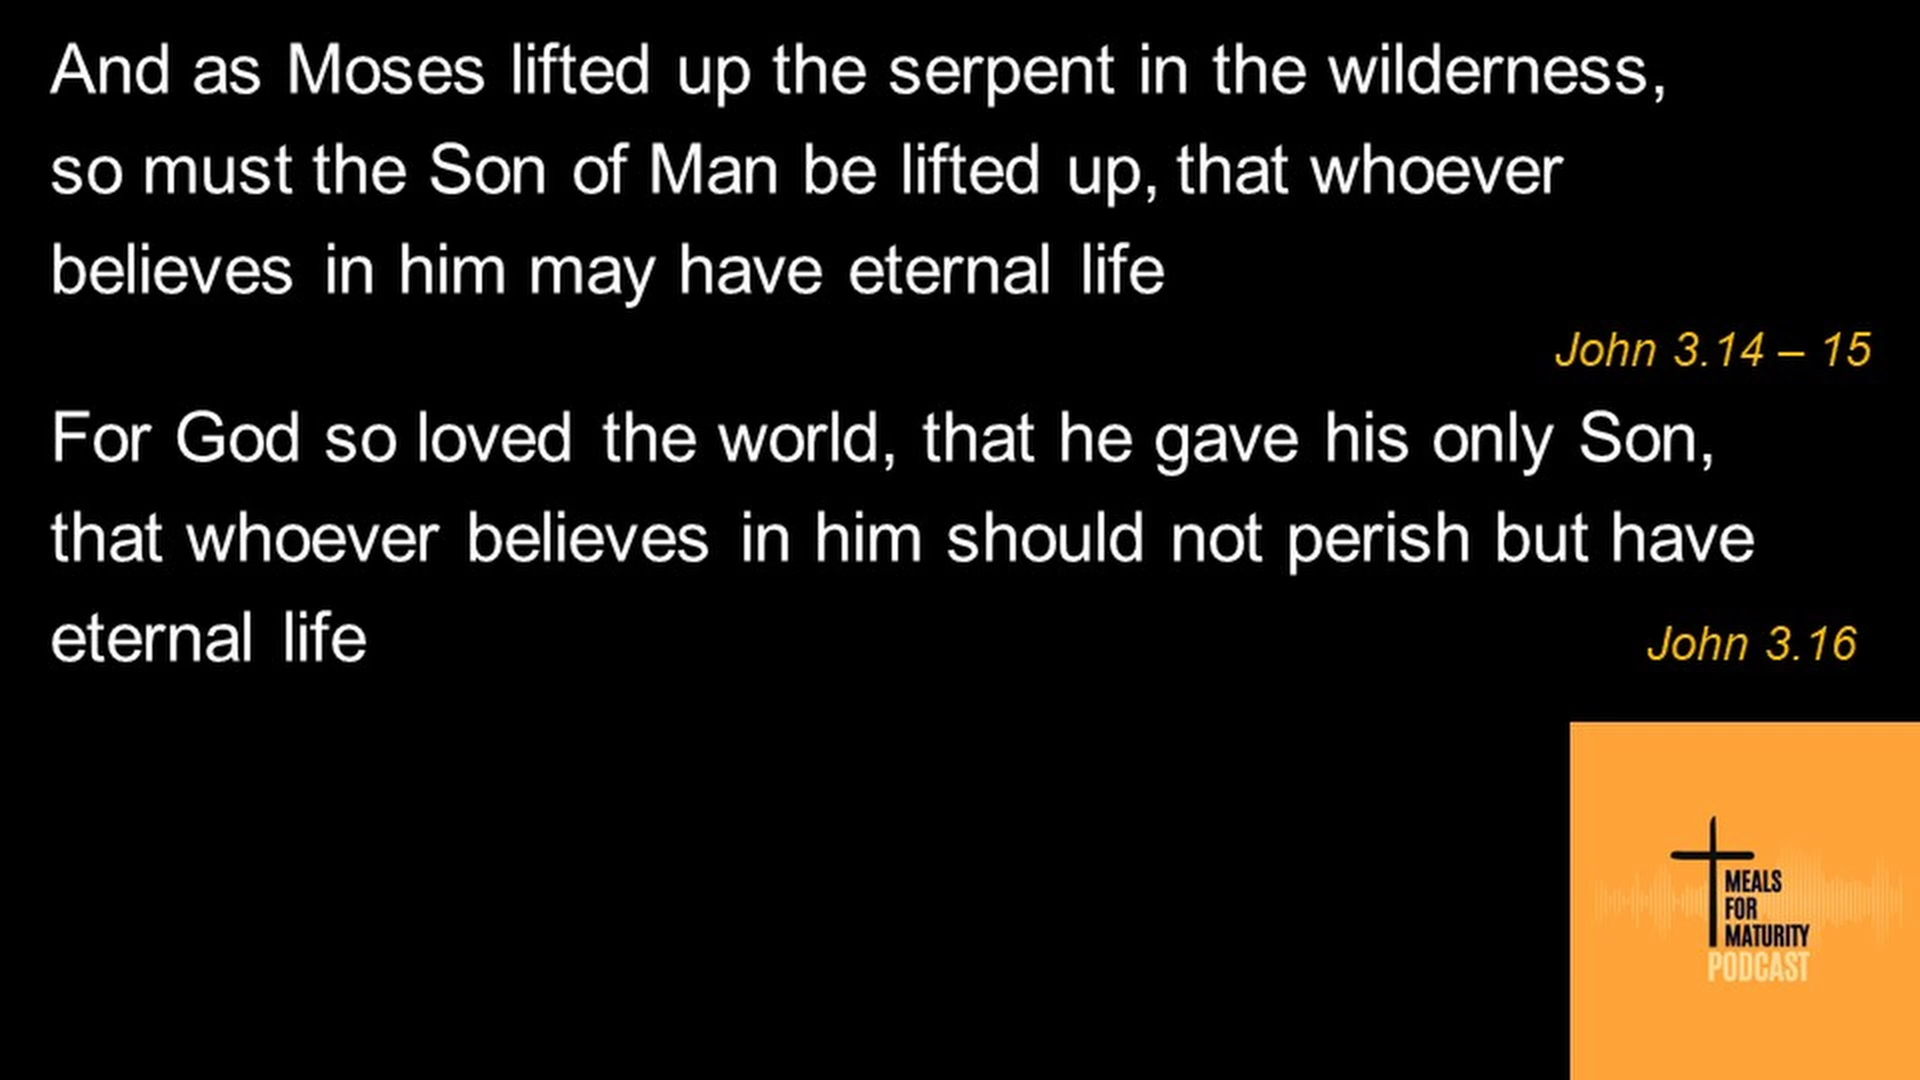 And as Moses lifted up the serpent in the wilderness,
so must the Son of Man be lifted up, that whoever
believes in him may have eternal life
John 3.14 – 15
For God so loved the world, that he gave his only Son,
that whoever believes in him should not perish but have
eternal life
John 3.16
MEALS
FOR
MATURITY
PODCAST